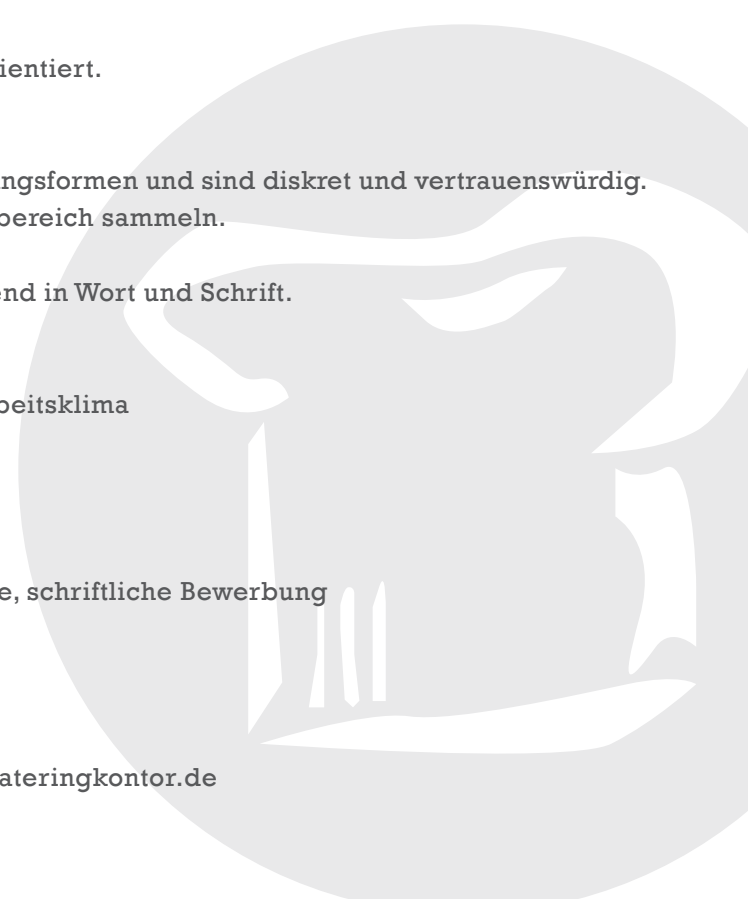 ientiert.
ngsformen und sind diskret und vertrauenswürdig.
bereich sammeln.
end in Wort und Schrift.
beitsklima
e, schriftliche Bewerbung
ateringkontor.de